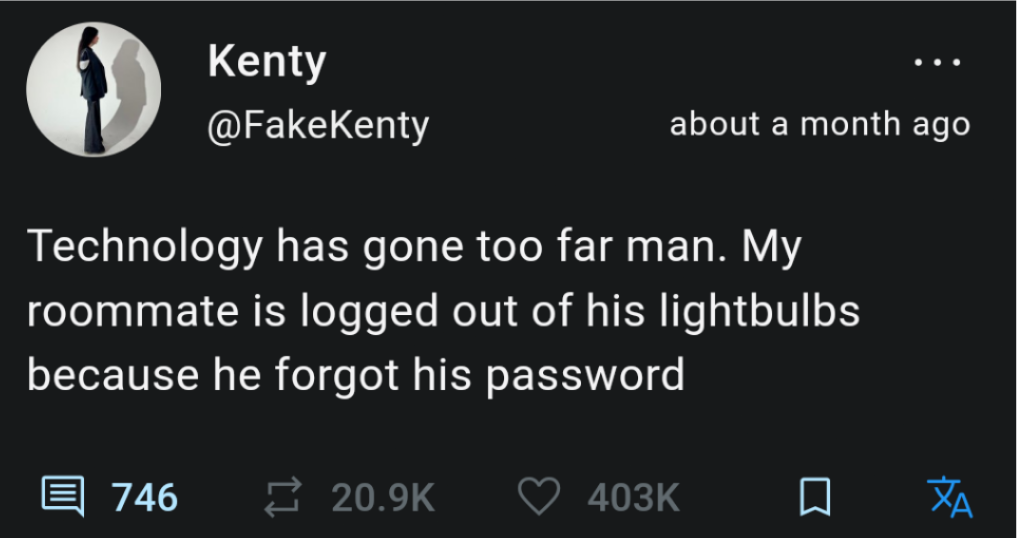 Kenty
...
@FakeKenty
about a month ago
Technology has gone too far man. My
roommate is logged out of his lightbulbs
because he forgot his password
746 20.9K 403K